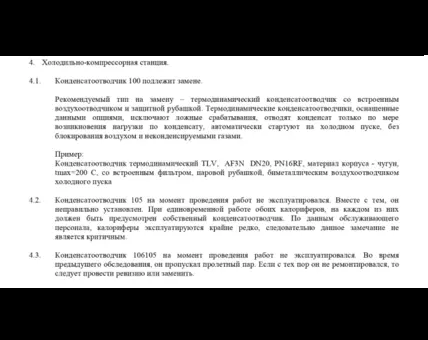 4. Холодильно-компрессорная станция.
4.1. Конденсатоотводчик 100 подлежит замене.
Рекомендуемый тип на замену – термодинамический конденсатоотводчик со встроенным
воздухоотводчиком и защитной рубашкой. Термодинамические конденсатоотводчики, оснащенные
данными опциями, исключают ложные срабатывания, отводят конденсат только по мере
возникновения нагрузки по конденсату, автоматически стартуют на холодном пуске, без
блокирования воздухом и неконденсируемыми газами.
Пример:
Конденсатоотводчик термодинамический TLV, AF3N DN20, PN16RF, материал корпуса - чугун,
tmax=200 С, со встроенным фильтром, паровой рубашкой, биметаллическим воздухоотводчиком
холодного пуска
4.2. Конденсатоотводчик 105 на момент проведения работ не эксплуатировался. Вместе с тем, он
неправильно установлен. При единовременной работе обоих калориферов, на каждом из них
должен быть предусмотрен собственный конденсатоотводчик. По данным обслуживающего
персонала, калориферы эксплуатируются крайне редко, следовательно данное замечание не
является критичным.
4.3. Конденсатоотводчик 106105 на момент проведения работ не эксплуатировался. Во время
предыдущего обследования, он пропускал пролетный пар. Если с тех пор он не ремонтировался, то
следует провести ревизию или заменить.